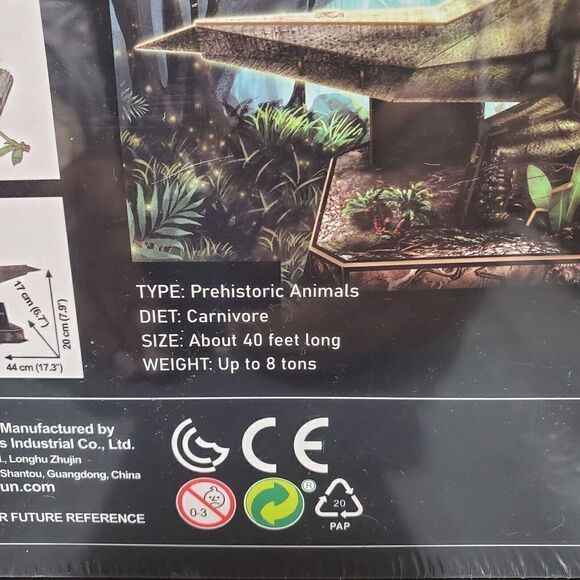 17 cm (6.7")
20 cm (7.9")
44 cm (17.3")
TYPE: Prehistoric Animals
DIET: Carnivore
SIZE: About 40 feet long
WEIGHT: Up to 8 tons
Manufactured by
s Industrial Co., Ltd.
., Longhu Zhujin
Shantou, Guangdong, China
un.com
R FUTURE REFERENCE
CE
0-3
®
20
PAP